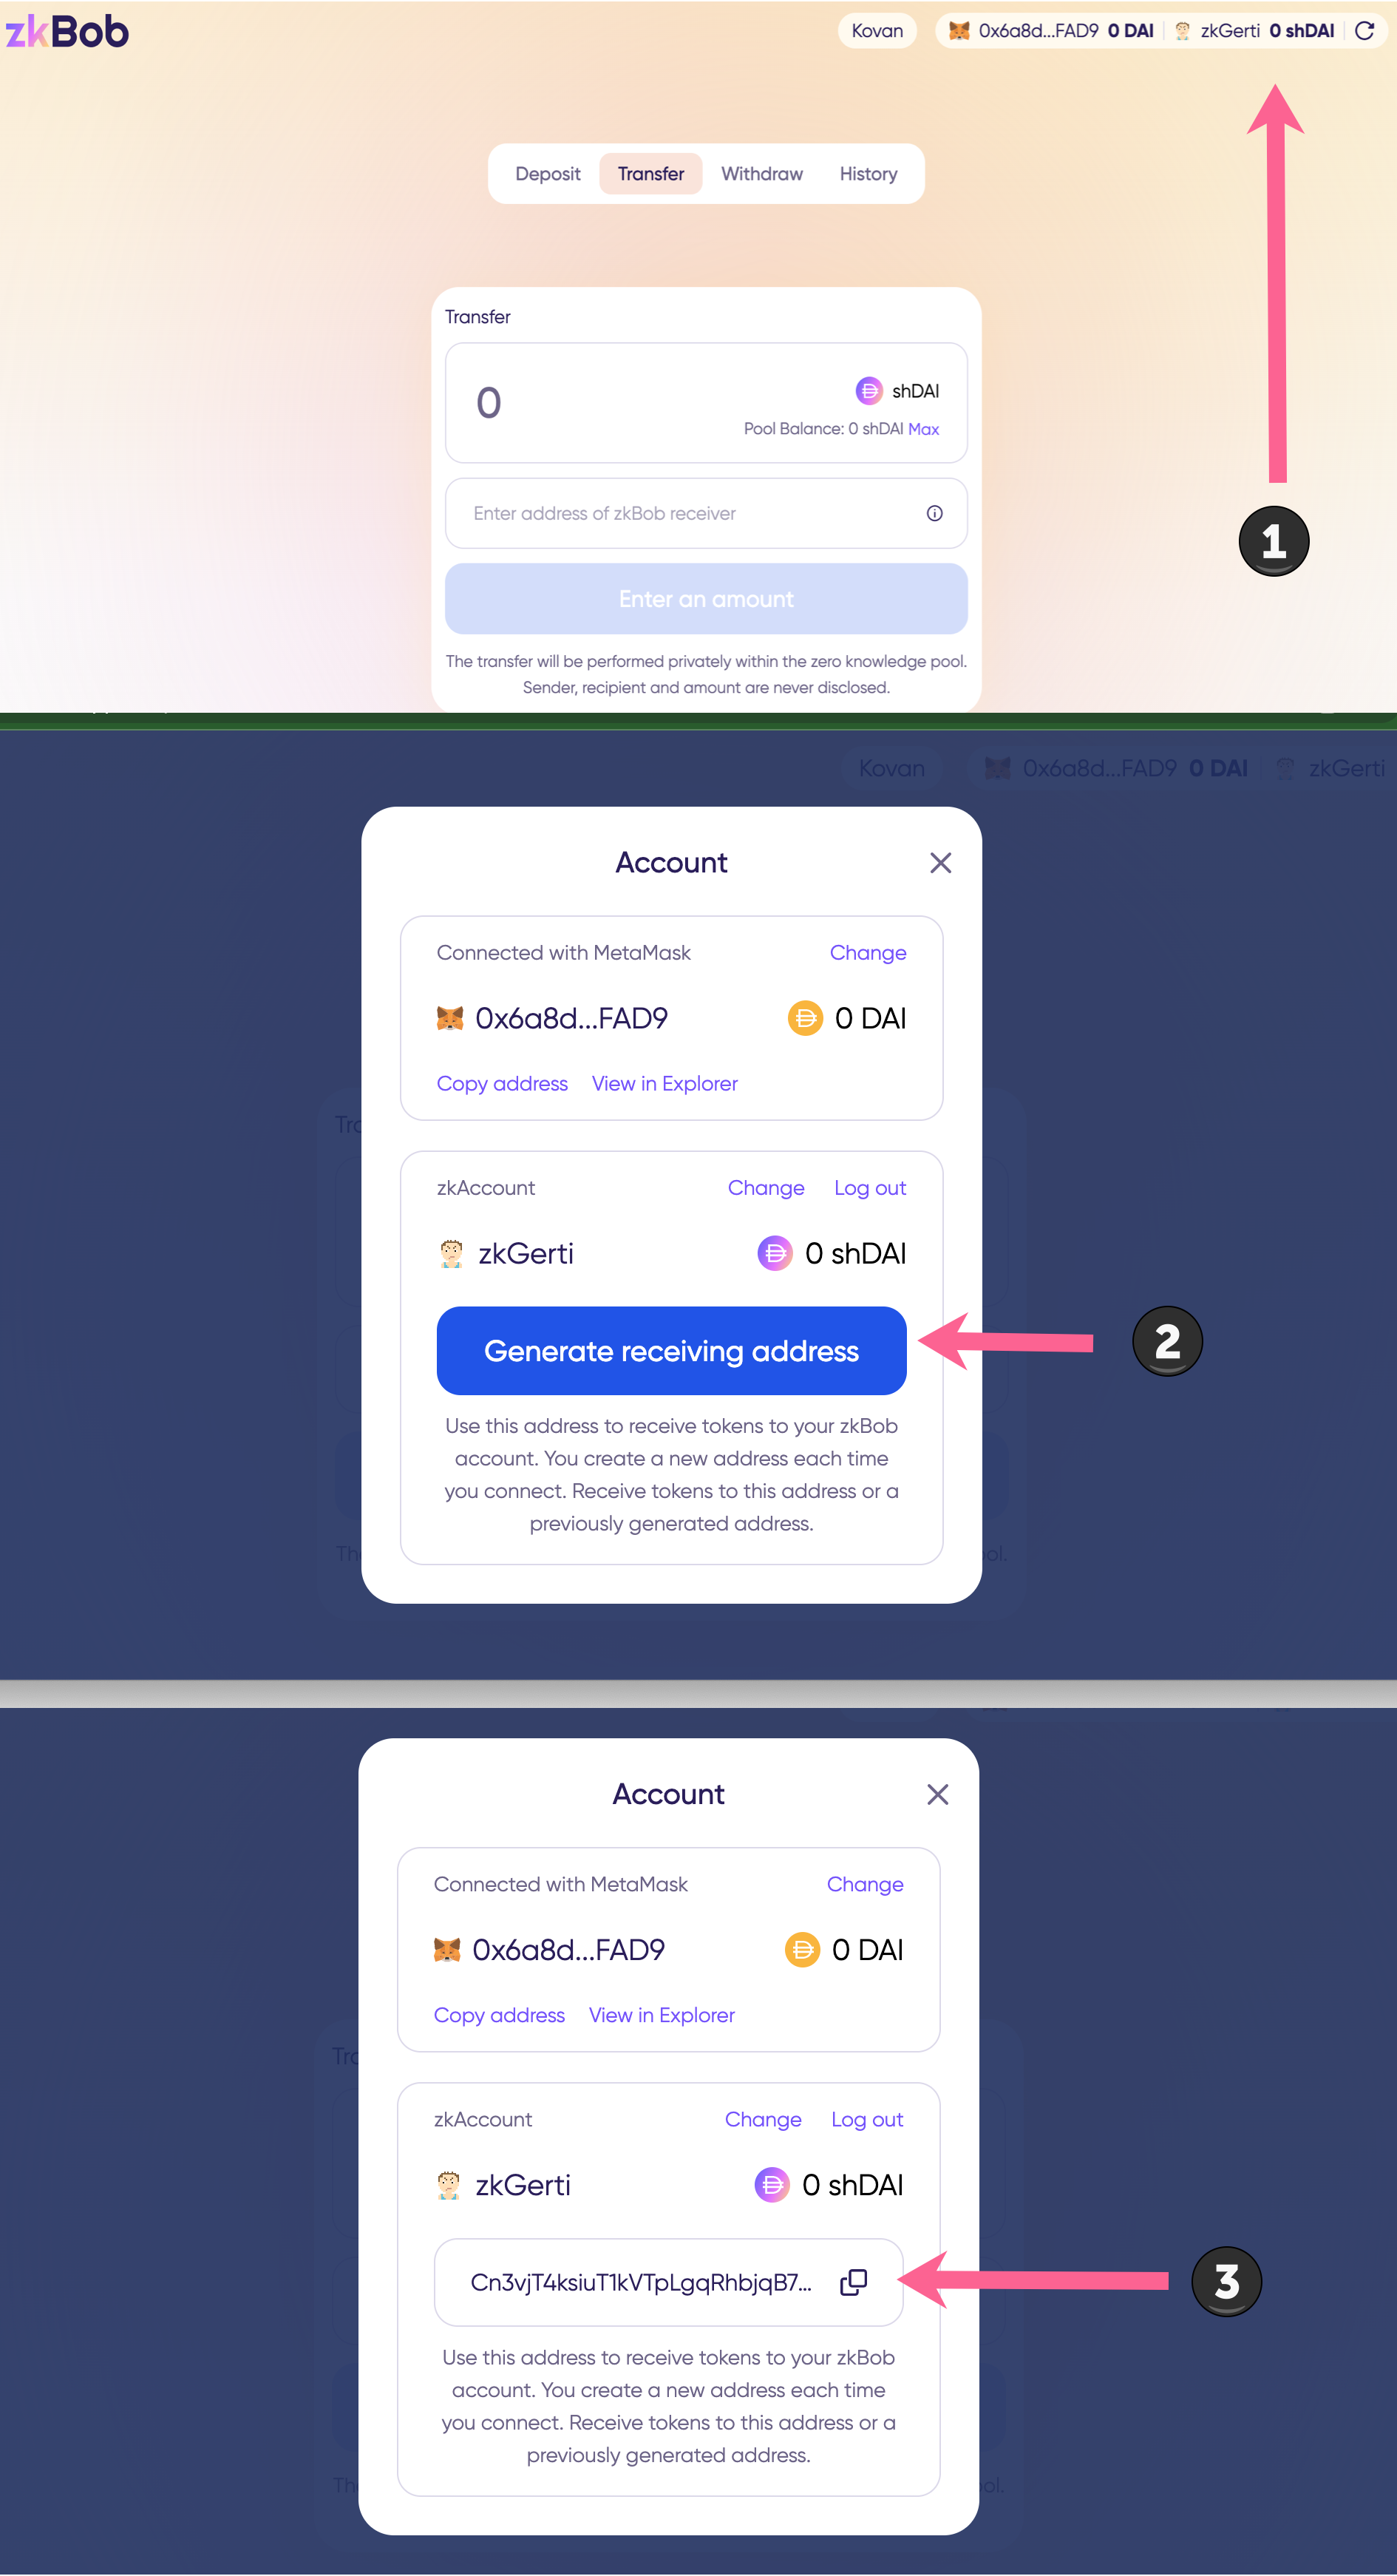 zkBob
Kovan
0x6a8d...FAD9 0 DAI
zkGerti 0 shDAI
Deposit
Transfer
Withdraw
History
Transfer
0
shDAI
Pool Balance: 0 shDAI Max
Enter address of zkBob receiver
Enter an amount
The transfer will be performed privately within the zero knowledge pool.
Sender, recipient and amount are never disclosed.
1
Kovan
0x6a8d...FAD9 0 DAI
zkGerti
Account
Connected with MetaMask
Change
0x6a8d...FAD9
0 DAI
Copy address
View in Explorer
zkAccount
Change
Log out
zkGerti
0 shDAI
Generate receiving address
2
Use this address to receive tokens to your zkBob
account. You create a new address each time
you connect. Receive tokens to this address or a
previously generated address.
Account
Connected with MetaMask
Change
0x6a8d...FAD9
0 DAI
Copy address
View in Explorer
zkAccount
Change
Log out
zkGerti
0 shDAI
Cn3vjT4ksiuT1kVTpLgqRhbjqB7...
3
Use this address to receive tokens to your zkBob
account. You create a new address each time
you connect. Receive tokens to this address or a
previously generated address.